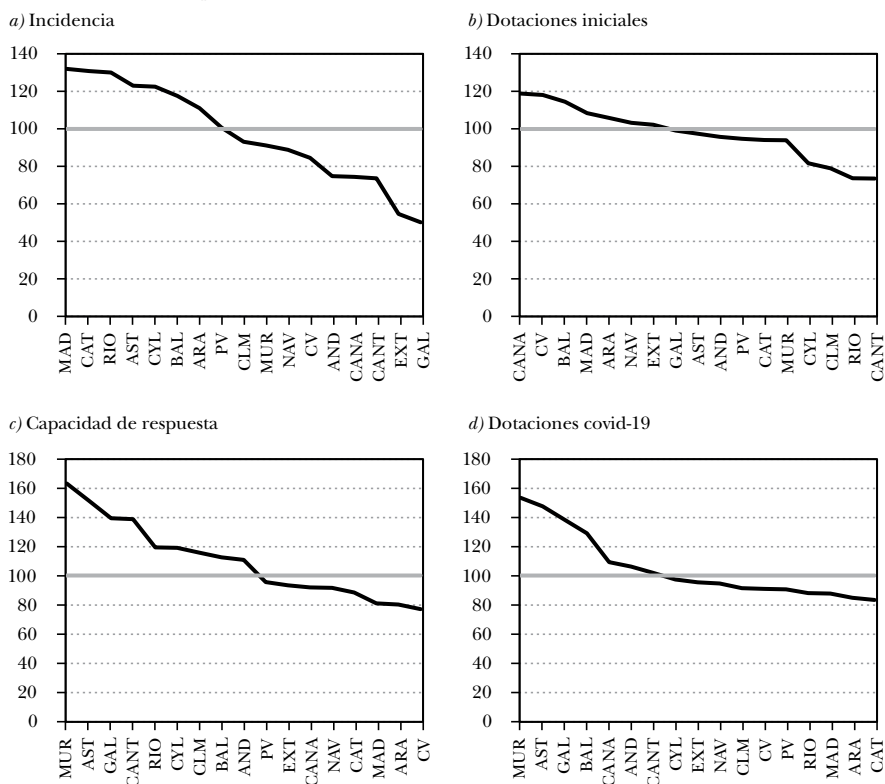 a) Incidencia
140
120
100
80
60
40
20
0
MAD
CAT
RIO
AST
CYL
BAL
ARA
PV
CLM
MUR
NAV
CV
AND
CANA
CANT
EXT
GAL
b) Dotaciones iniciales
140
120
100
80
60
40
20
0
CANA
CV
BAL
MAD
ARA
NAV
EXT
GAL
AST
AND
PV
CAT
MUR
CYL
CLM
RIO
CANT
c) Capacidad de respuesta
180
160
140
120
100
80
60
40
20
0
MUR
AST
GAL
CANT
RIO
CYL
CLM
BAL
AND
PV
EXT
CANA
NAV
CAT
MAD
ARA
CV
d) Dotaciones covid-19
180
160
140
120
100
80
60
40
20
0
MUR
AST
GAL
BAL
CANA
AND
CANT
CYL
EXT
NAV
CLM
CV
PV
RIO
MAD
ARA
CAT